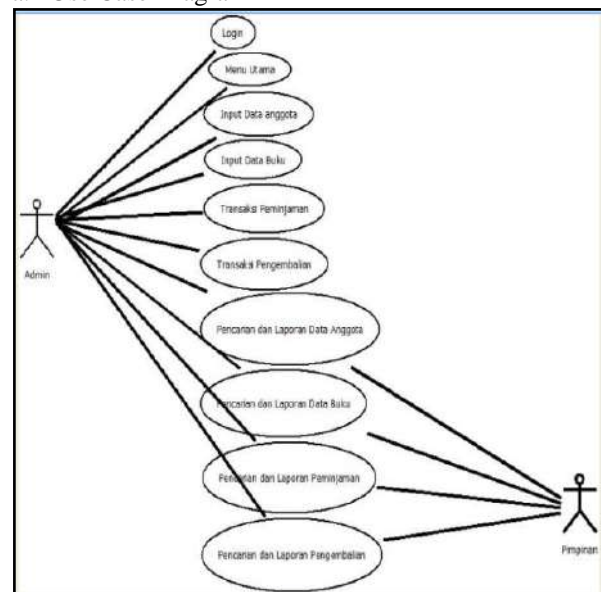 Login
Menu Utama
Input Data anggota
Input Data Buku
Transaksi Peminjaman
Admin
Transaksi Pengembalian
Pencarian dan Laporan Data Anggota
Pencarian dan Laporan Data Buku
Pencarian dan Laporan Peminjaman
Pencarian dan Laporan Pengembalian
Pimpinan